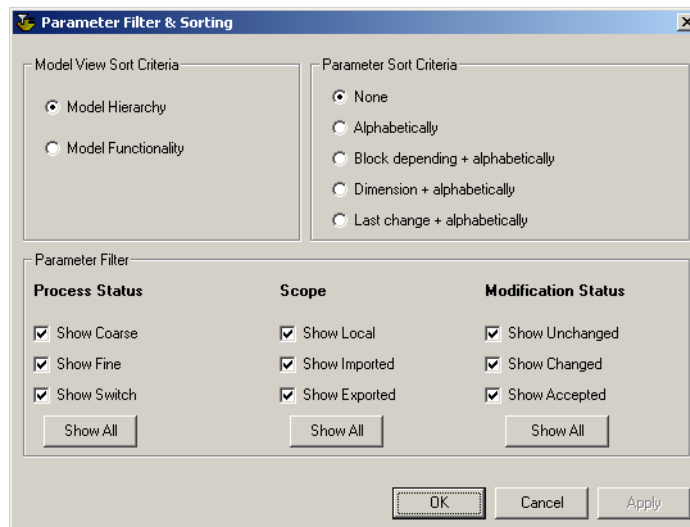 Parameter Filter & Sorting
Model View Sort Criteria
Model Hierarchy
Model Functionality
Parameter Sort Criteria
None
Alphabetically
Block depending + alphabetically
Dimension + alphabetically
Last change + alphabetically
Parameter Filter
Process Status
Show Coarse
Show Fine
Show Switch
Show All
Scope
Show Local
Show Imported
Show Exported
Show All
Modification Status
Show Unchanged
Show Changed
Show Accepted
Show All
OK
Cancel
Apply